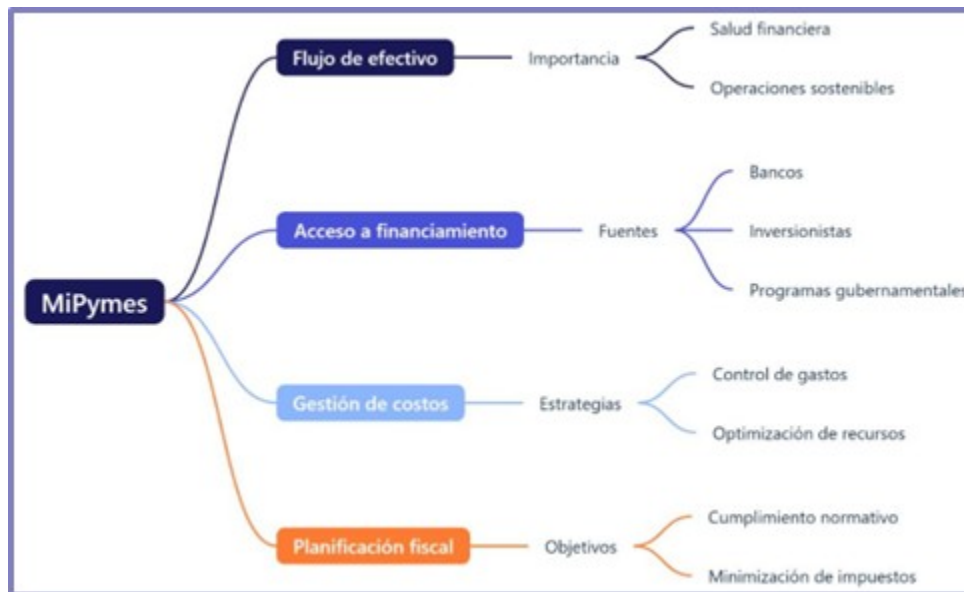 MiPymes
Flujo de efectivo
Importancia
Salud financiera
Operaciones sostenibles
Acceso a financiamiento
Fuentes
Bancos
Inversionistas
Programas gubernamentales
Gestión de costos
Estrategias
Control de gastos
Optimización de recursos
Planificación fiscal
Objetivos
Cumplimiento normativo
Minimización de impuestos